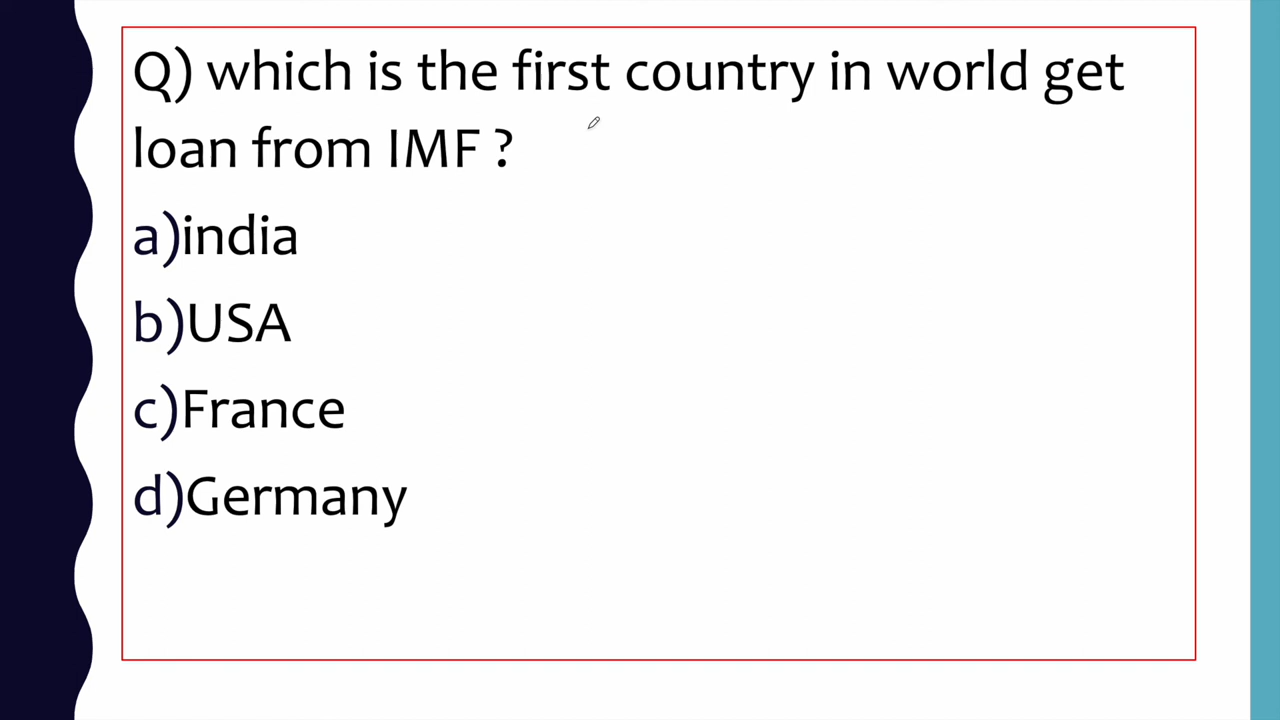 Q) which is the first country in world get
loan from IMF ?
a)india
b)USA
c)France
d)Germany